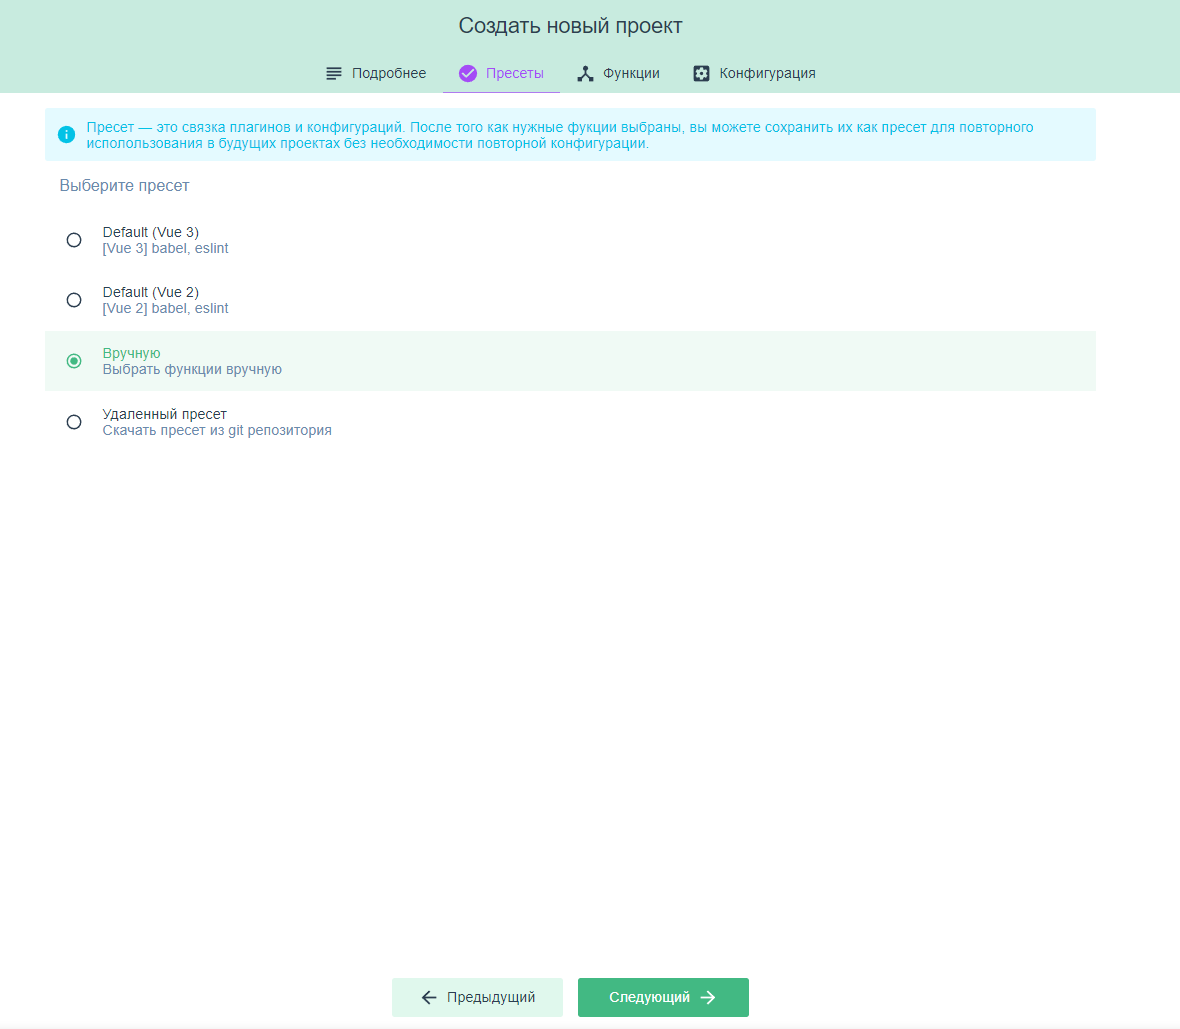 Создать новый проект
Подробнее Пресеты Функции Конфигурация
Пресет — это связка плагинов и конфигураций. После того как нужные фукции выбраны, вы можете сохранить их как пресет для повторного
исполользования в будущих проектах без необходимости повторной конфигурации.
Выберите пресет
Default (Vue 3)
[Vue 3] babel, eslint
Default (Vue 2)
[Vue 2] babel, eslint
Вручную
Выбрать функции вручную
Удаленный пресет
Скачать пресет из git репозитория
Предыдущий Следующий